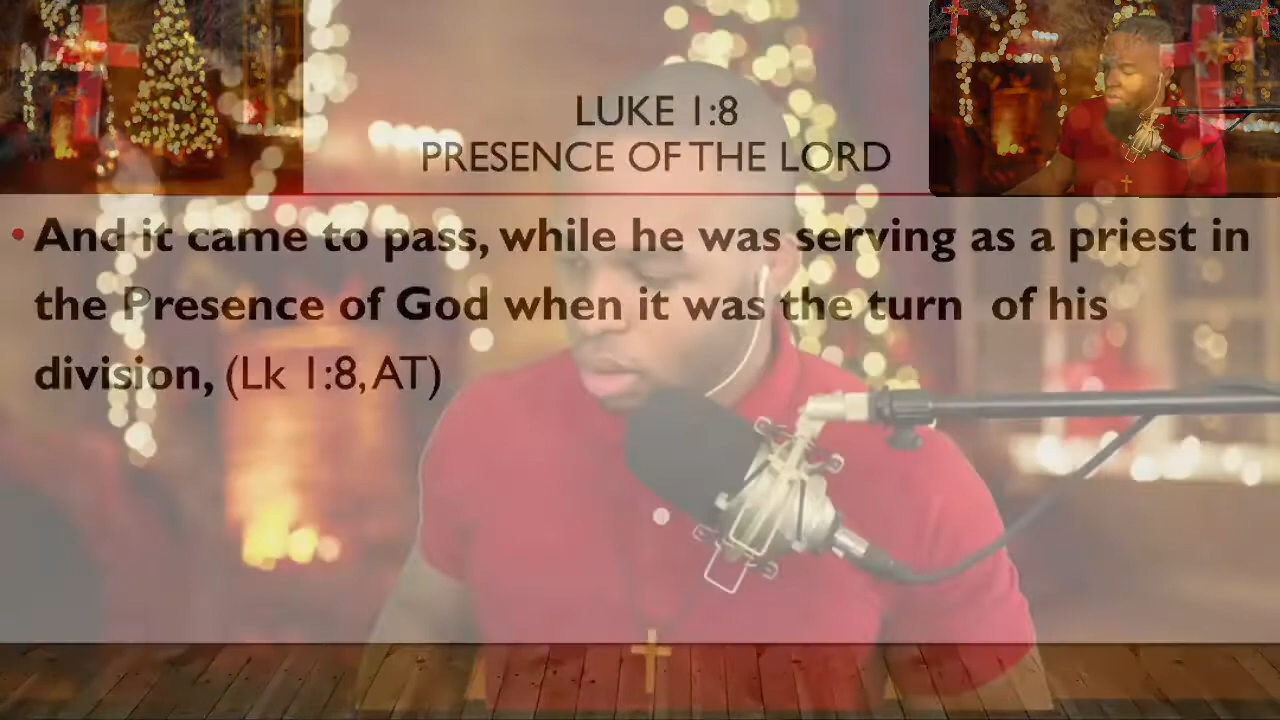 LUKE 1:8
PRESENCE OF THE LORD
• And it came to pass, while he was serving as a priest in
the Presence of God when it was the turn of his
division, (Lk 1:8, AT)